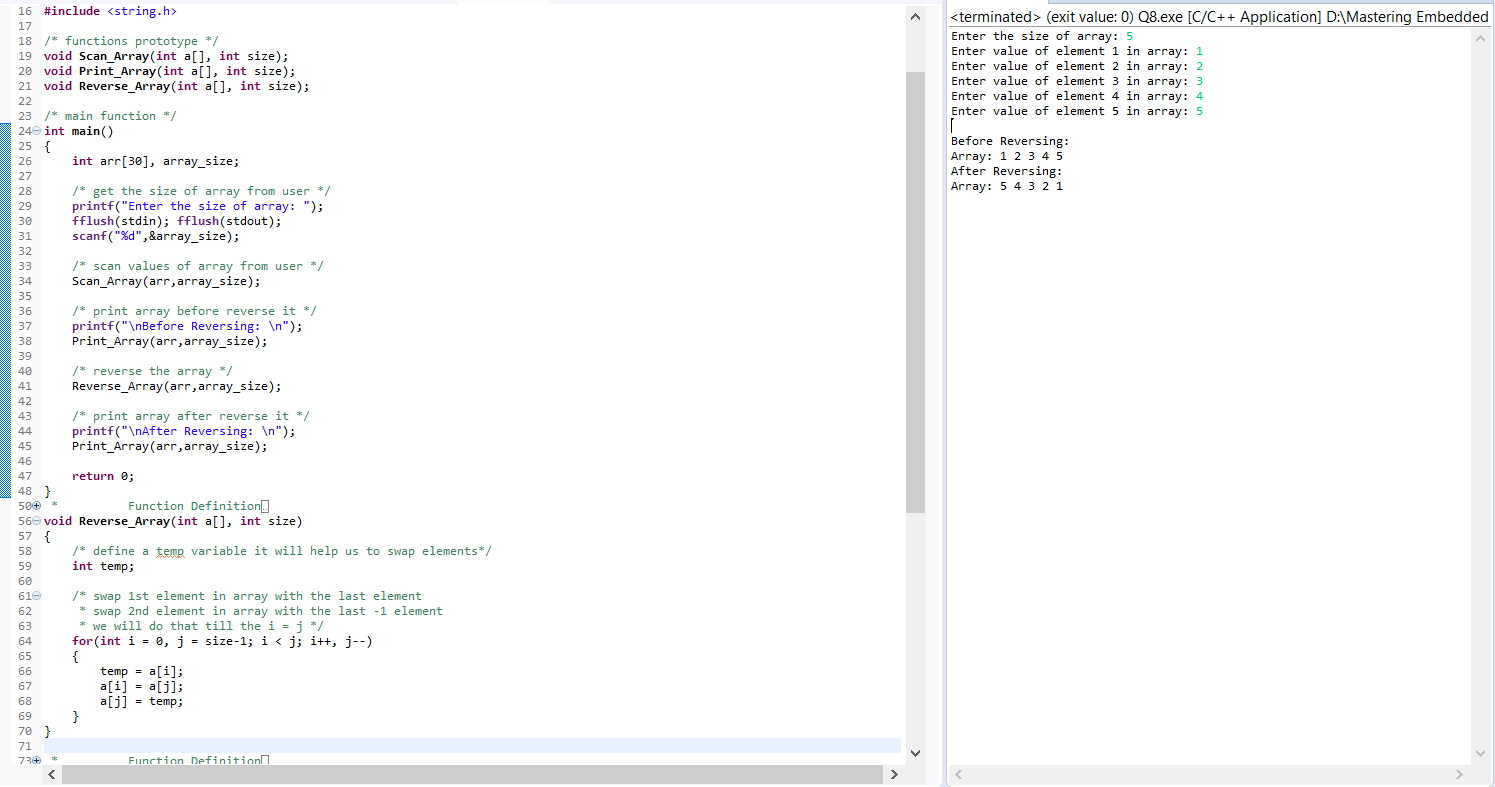 16 #include <string.h>
17
18 /* functions prototype */
19 void Scan_Array(int a[], int size);
20 void Print_Array(int a[], int size);
21 void Reverse_Array(int a[], int size);
22
23 /* main function */
24 int main()
25 {
26 int arr[30], array_size;
27
28 /* get the size of array from user */
29 printf("Enter the size of array: ");
30 fflush(stdin); fflush(stdout);
31 scanf("%d",&array_size);
32
33 /* scan values of array from user */
34 Scan_Array(arr,array_size);
35
36 /* print array before reverse it */
37 printf("\nBefore Reversing: \n");
38 Print_Array(arr,array_size);
39
40 /* reverse the array */
41 Reverse_Array(arr,array_size);
42
43 /* print array after reverse it */
44 printf("\nAfter Reversing: \n");
45 Print_Array(arr,array_size);
46
47 return 0;
48 }
50 * Function Definition
56 void Reverse_Array(int a[], int size)
57 {
58 /* define a temp variable it will help us to swap elements*/
59 int temp;
60
61 /* swap 1st element in array with the last element
62 * swap 2nd element in array with the last -1 element
63 * we will do that till the i = j */
64 for(int i = 0, j = size-1; i < j; i++, j--)
65 {
66 temp = a[i];
67 a[i] = a[j];
68 a[j] = temp;
69 }
70 }
71
73 * Function Definition
<terminated> (exit value: 0) Q8.exe [C/C++ Application] D:\Mastering Embedded
Enter the size of array: 5
Enter value of element 1 in array: 1
Enter value of element 2 in array: 2
Enter value of element 3 in array: 3
Enter value of element 4 in array: 4
Enter value of element 5 in array: 5
Before Reversing:
Array: 1 2 3 4 5
After Reversing:
Array: 5 4 3 2 1